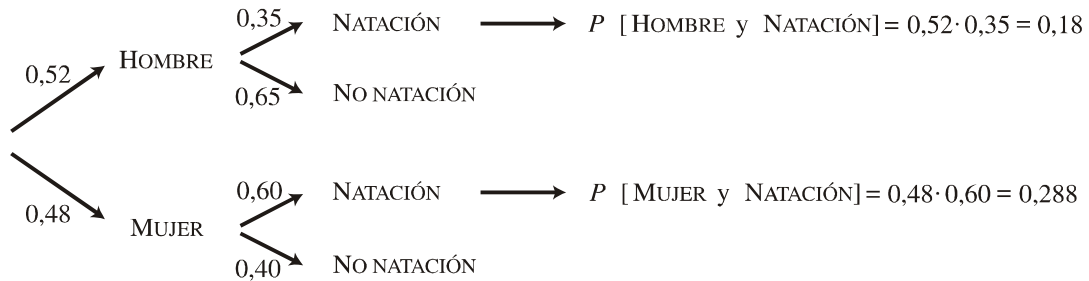 0,35 NATACIÓN P [HOMBRE y NATACIÓN] = 0,52·0,35 = 0,18
HOMBRE
0,52
0,65 NO NATACIÓN
0,60 NATACIÓN P [MUJER y NATACIÓN] = 0,48·0,60 = 0,288
0,48
MUJER
0,40 NO NATACIÓN